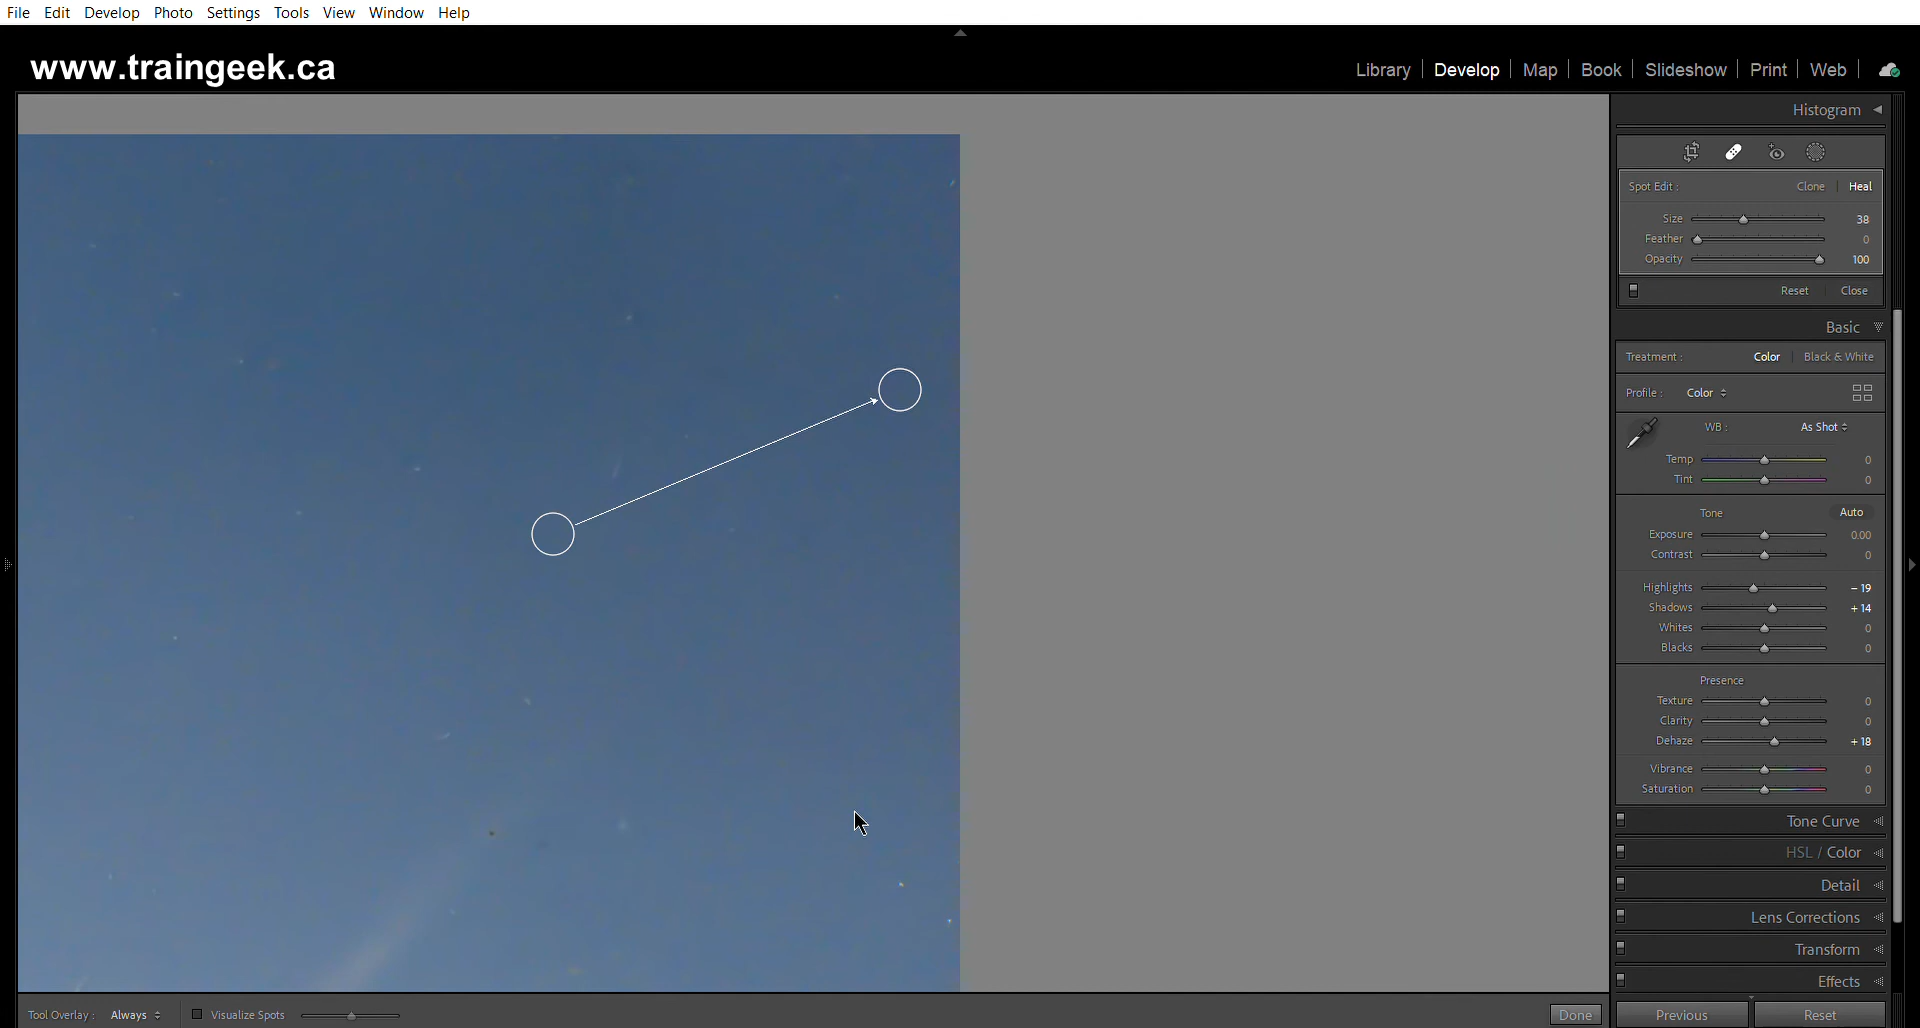 File Edit Develop Photo Settings Tools View Window Help
www.traingeek.ca
Library Develop Map Book Slideshow Print Web
Histogram
Spot Edit : Clone Heal
Size 38
Feather 0
Opacity 100
Reset Close
Basic
Treatment : Color Black & White
Profile : Color
WB : As Shot
Temp 0
Tint 0
Tone Auto
Exposure 0.00
Contrast 0
Highlights – 19
Shadows + 14
Whites 0
Blacks 0
Presence
Texture 0
Clarity 0
Dehaze + 18
Vibrance 0
Saturation 0
Tone Curve
HSL / Color
Detail
Lens Corrections
Transform
Effects
Tool Overlay : Always Visualize Spots Done Previous Reset